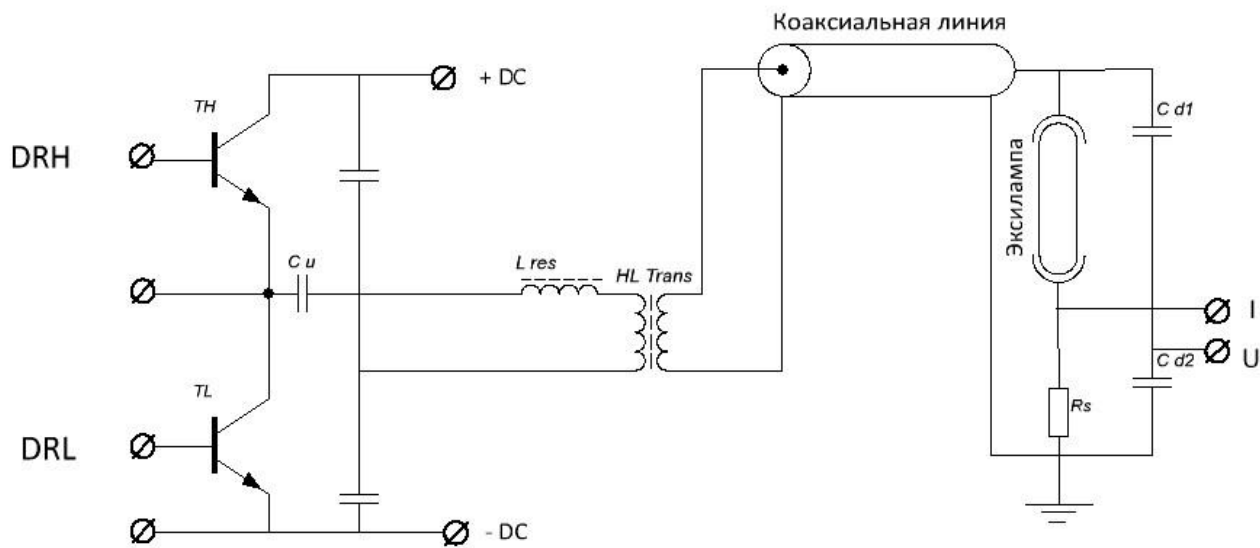 Коаксиальная линия
+ DC
TH
DRH
C d1
Эксилампа
C u
L res
HL Trans
I
U
C d2
TL
Rs
DRL
- DC